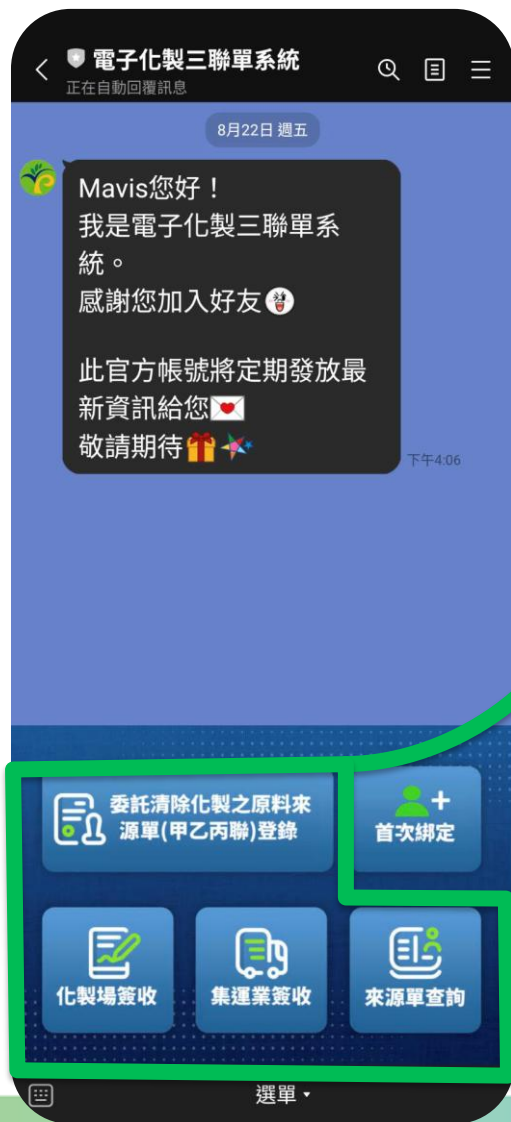 電子化製三聯單系統
正在自動回覆訊息
8月22日 週五
Mavis您好！
我是電子化製三聯單系
統。
感謝您加入好友
此官方帳號將定期發放最
新資訊給您
敬請期待
下午4:06
委託清除化製之原料來
源單(甲乙丙聯)登錄
首次綁定
化製場簽收
集運業簽收
來源單查詢
選單